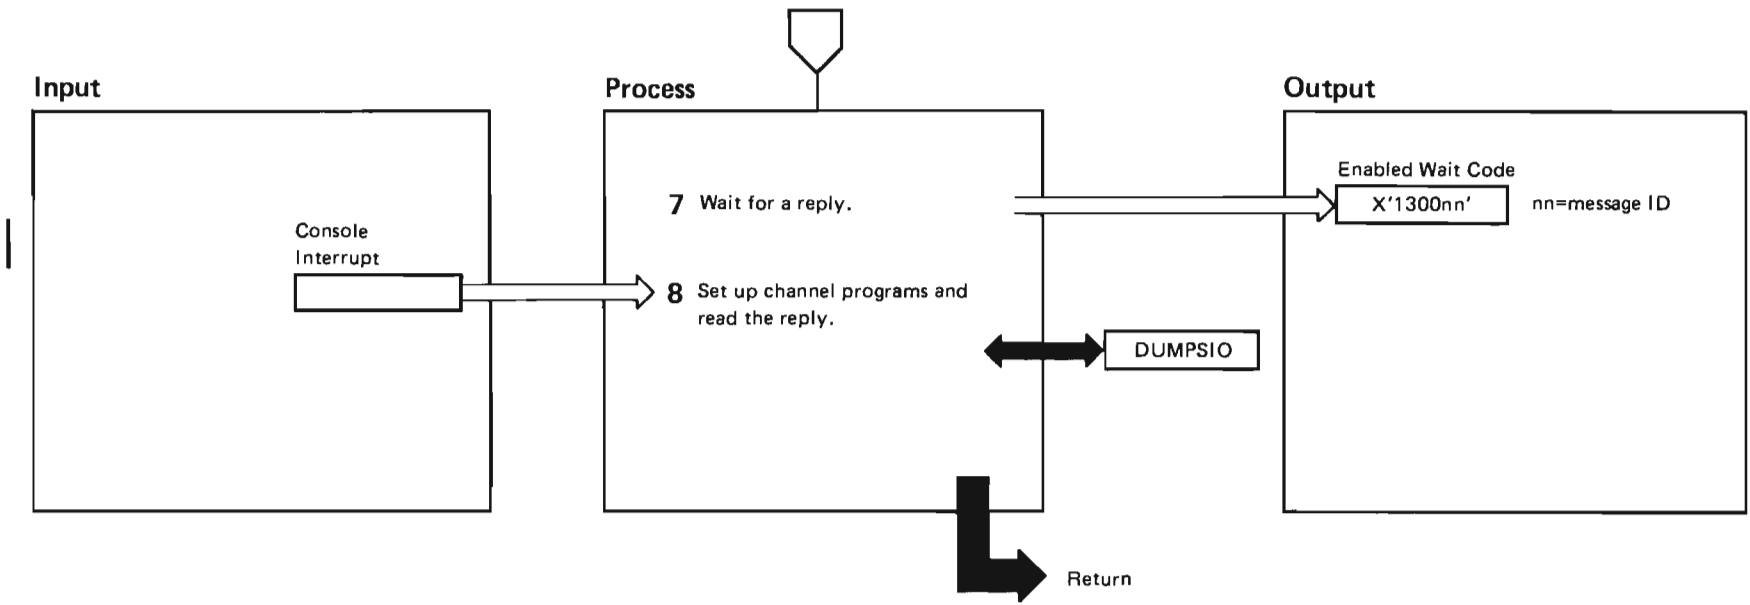 Input
Process
Output
Console
Interrupt
7 Wait for a reply.
8 Set up channel programs and
read the reply.
DUMPSIO
Return
Enabled Wait Code
X'1300nn'
nn=message ID